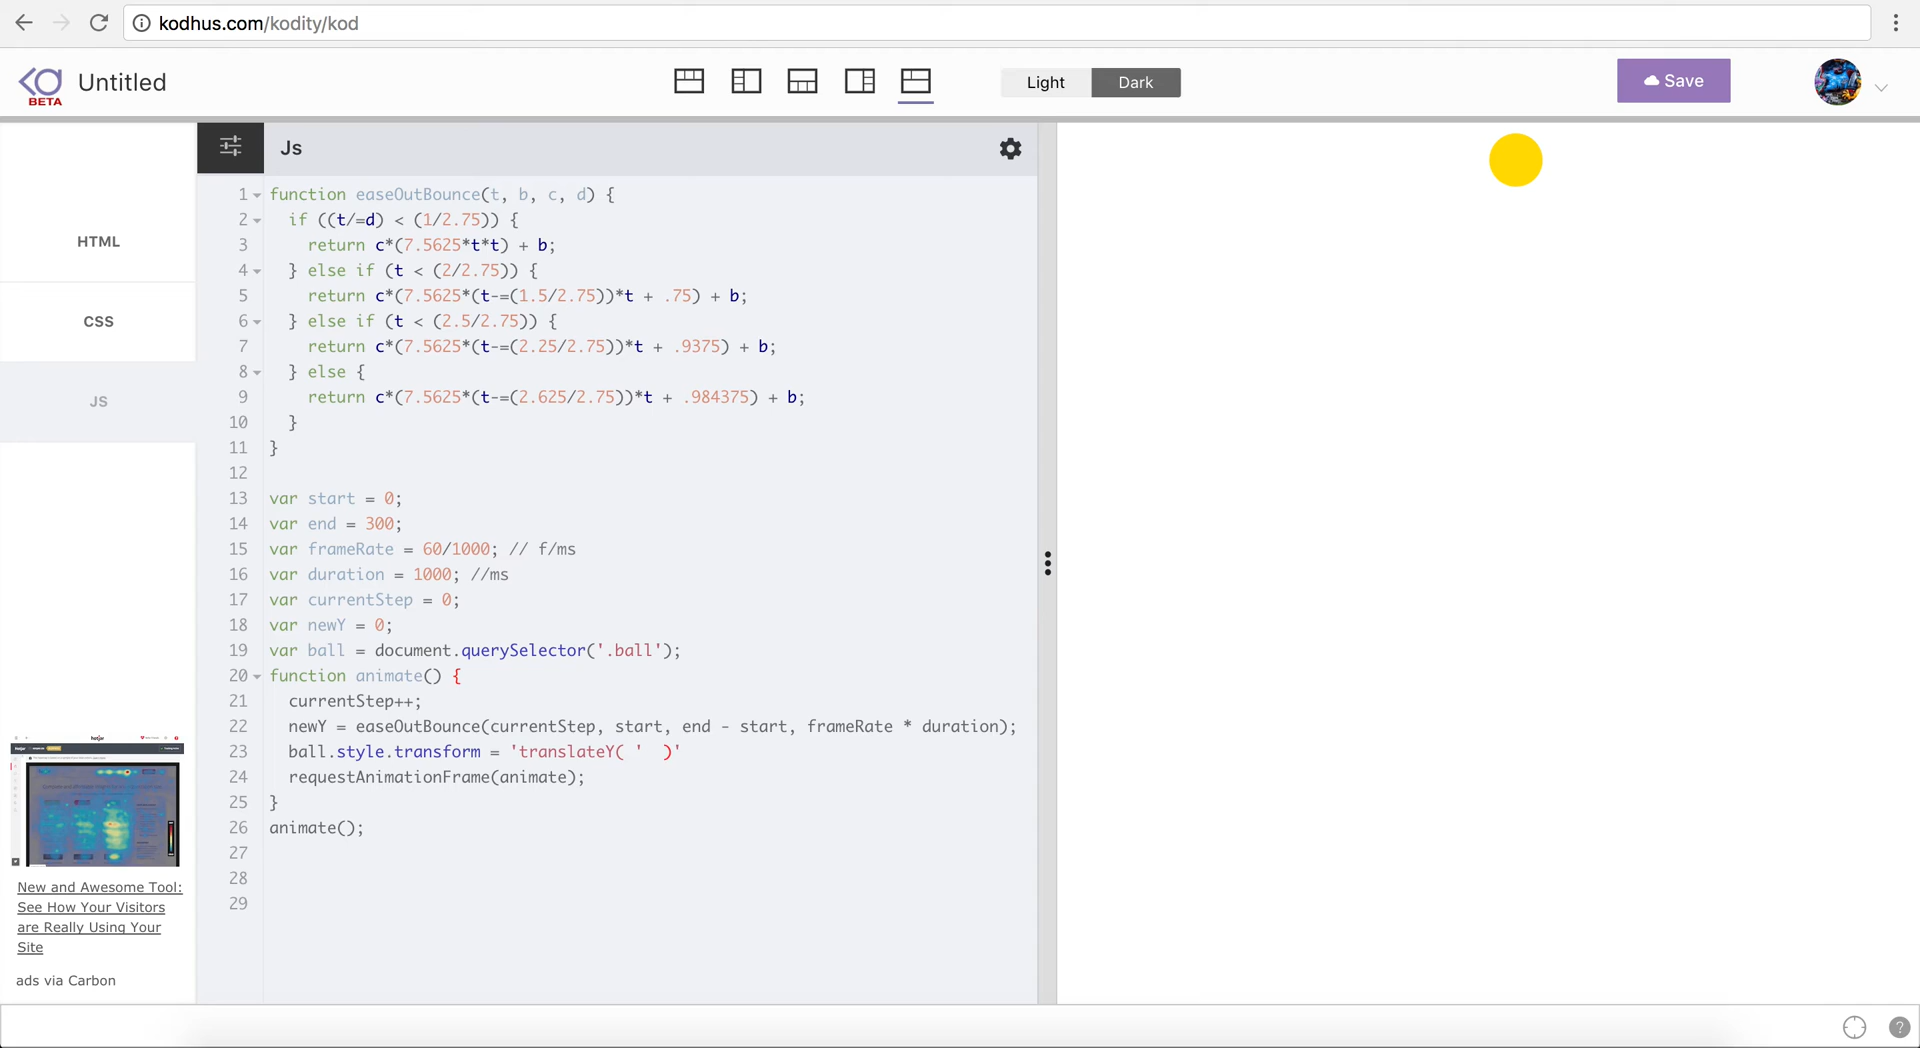 kodhus.com/kodity/kod
BETA
Untitled
Light
Dark
Save
Js
HTML
CSS
JS
1 function easeOutBounce(t, b, c, d) {
2 if ((t/=d) < (1/2.75)) {
3 return c*(7.5625*t*t) + b;
4 } else if (t < (2/2.75)) {
5 return c*(7.5625*(t-=(1.5/2.75))*t + .75) + b;
6 } else if (t < (2.5/2.75)) {
7 return c*(7.5625*(t-=(2.25/2.75))*t + .9375) + b;
8 } else {
9 return c*(7.5625*(t-=(2.625/2.75))*t + .984375) + b;
10 }
11 }
12
13 var start = 0;
14 var end = 300;
15 var frameRate = 60/1000; // f/ms
16 var duration = 1000; //ms
17 var currentStep = 0;
18 var newY = 0;
19 var ball = document.querySelector('.ball');
20 function animate() {
21 currentStep++;
22 newY = easeOutBounce(currentStep, start, end - start, frameRate * duration);
23 ball.style.transform = 'translateY( '  )'
24 requestAnimationFrame(animate);
25 }
26 animate();
27
28
29
New and Awesome Tool:
See How Your Visitors
are Really Using Your
Site
ads via Carbon
?